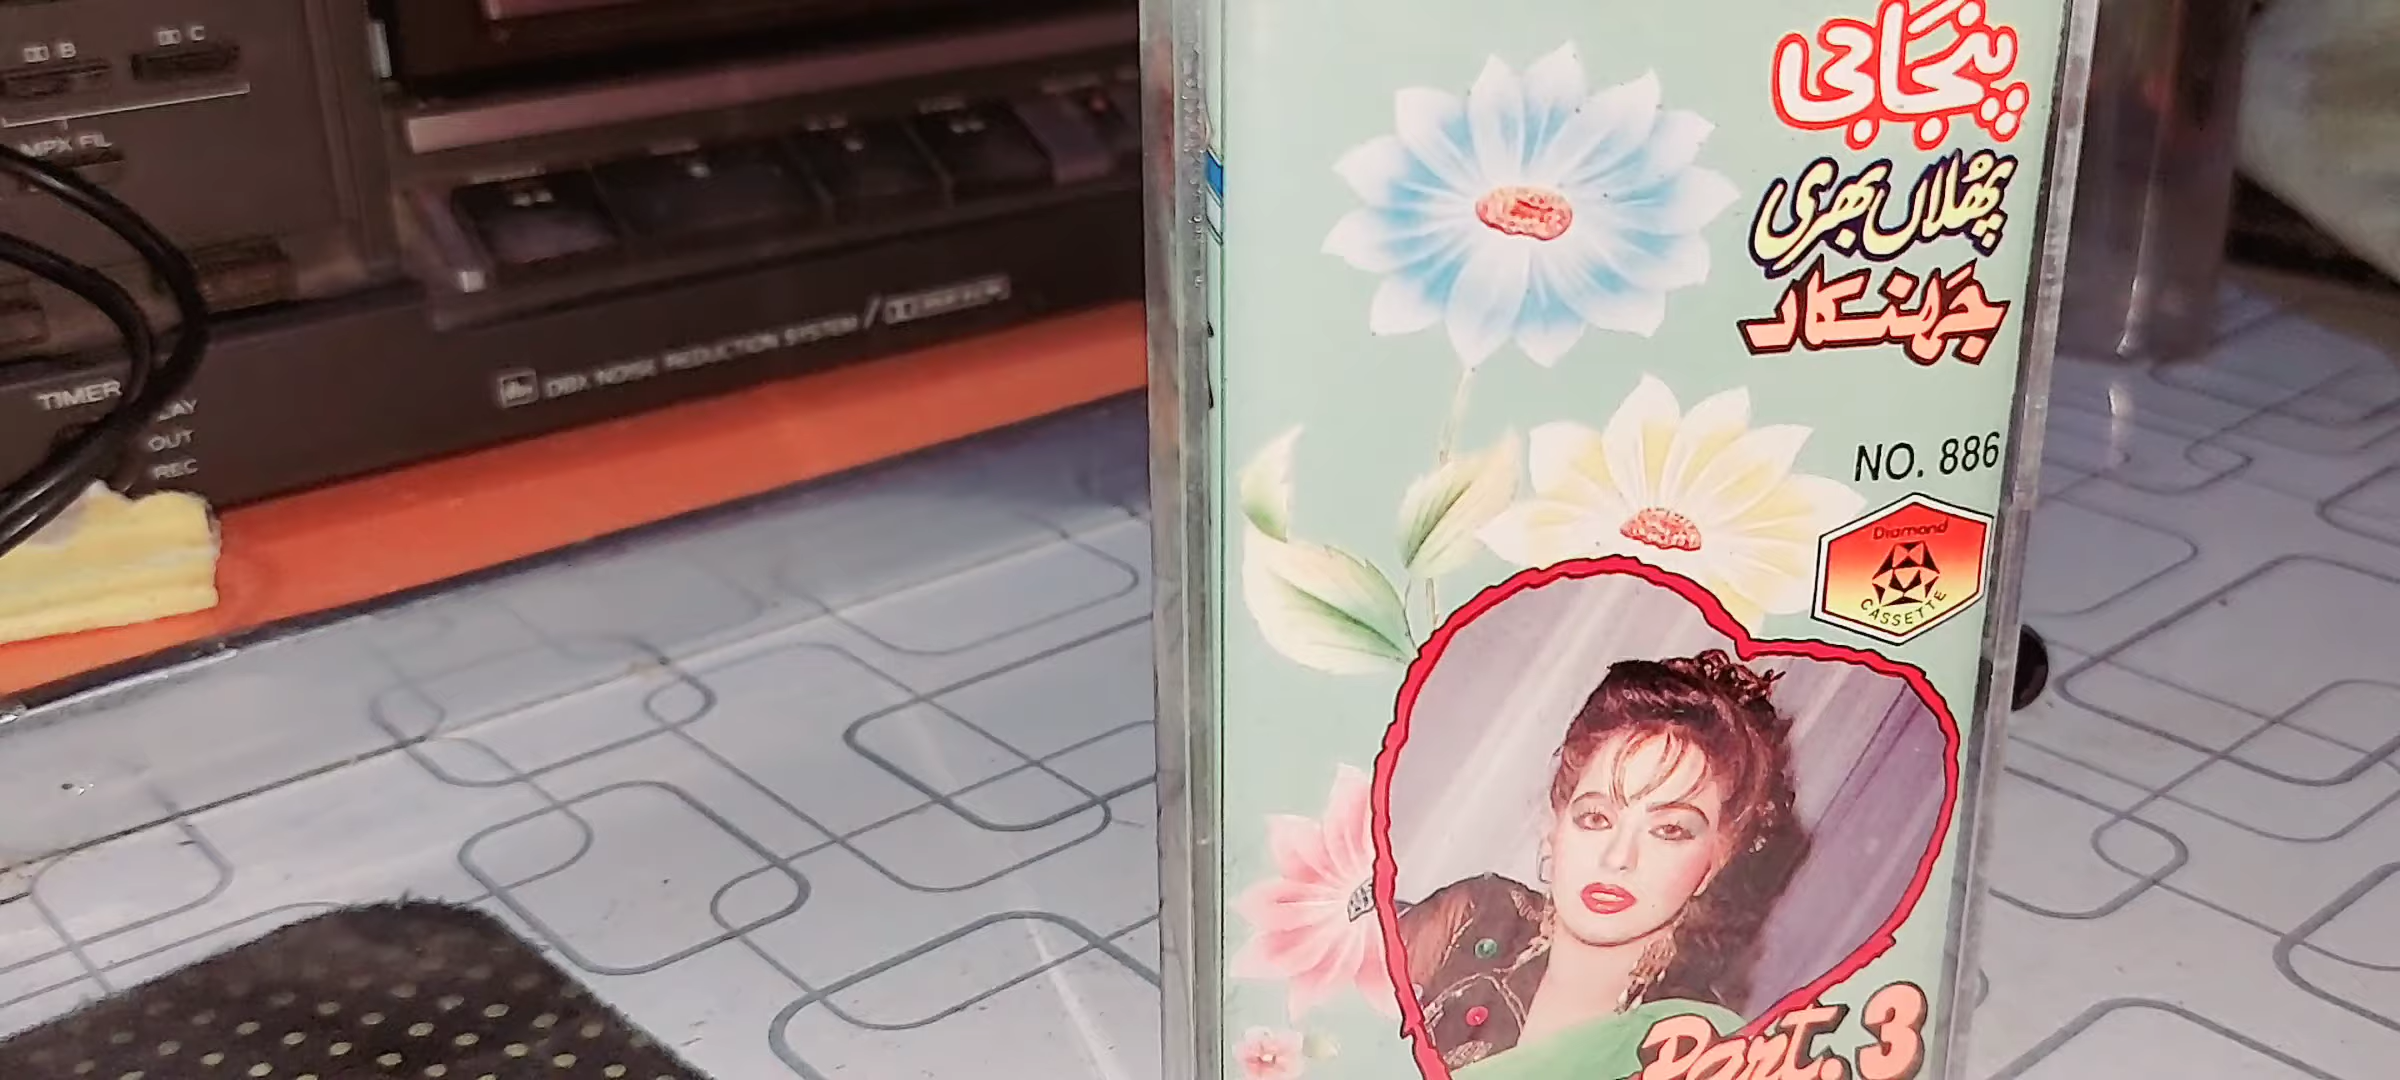 B
C
MPX FIL
TIMER
OUT
REC
DBX NOISE REDUCTION SYSTEM /
پنجابی
پھلاں بھری
جھنکار
NO. 886
Diamond
CASSETTE
Part. 3